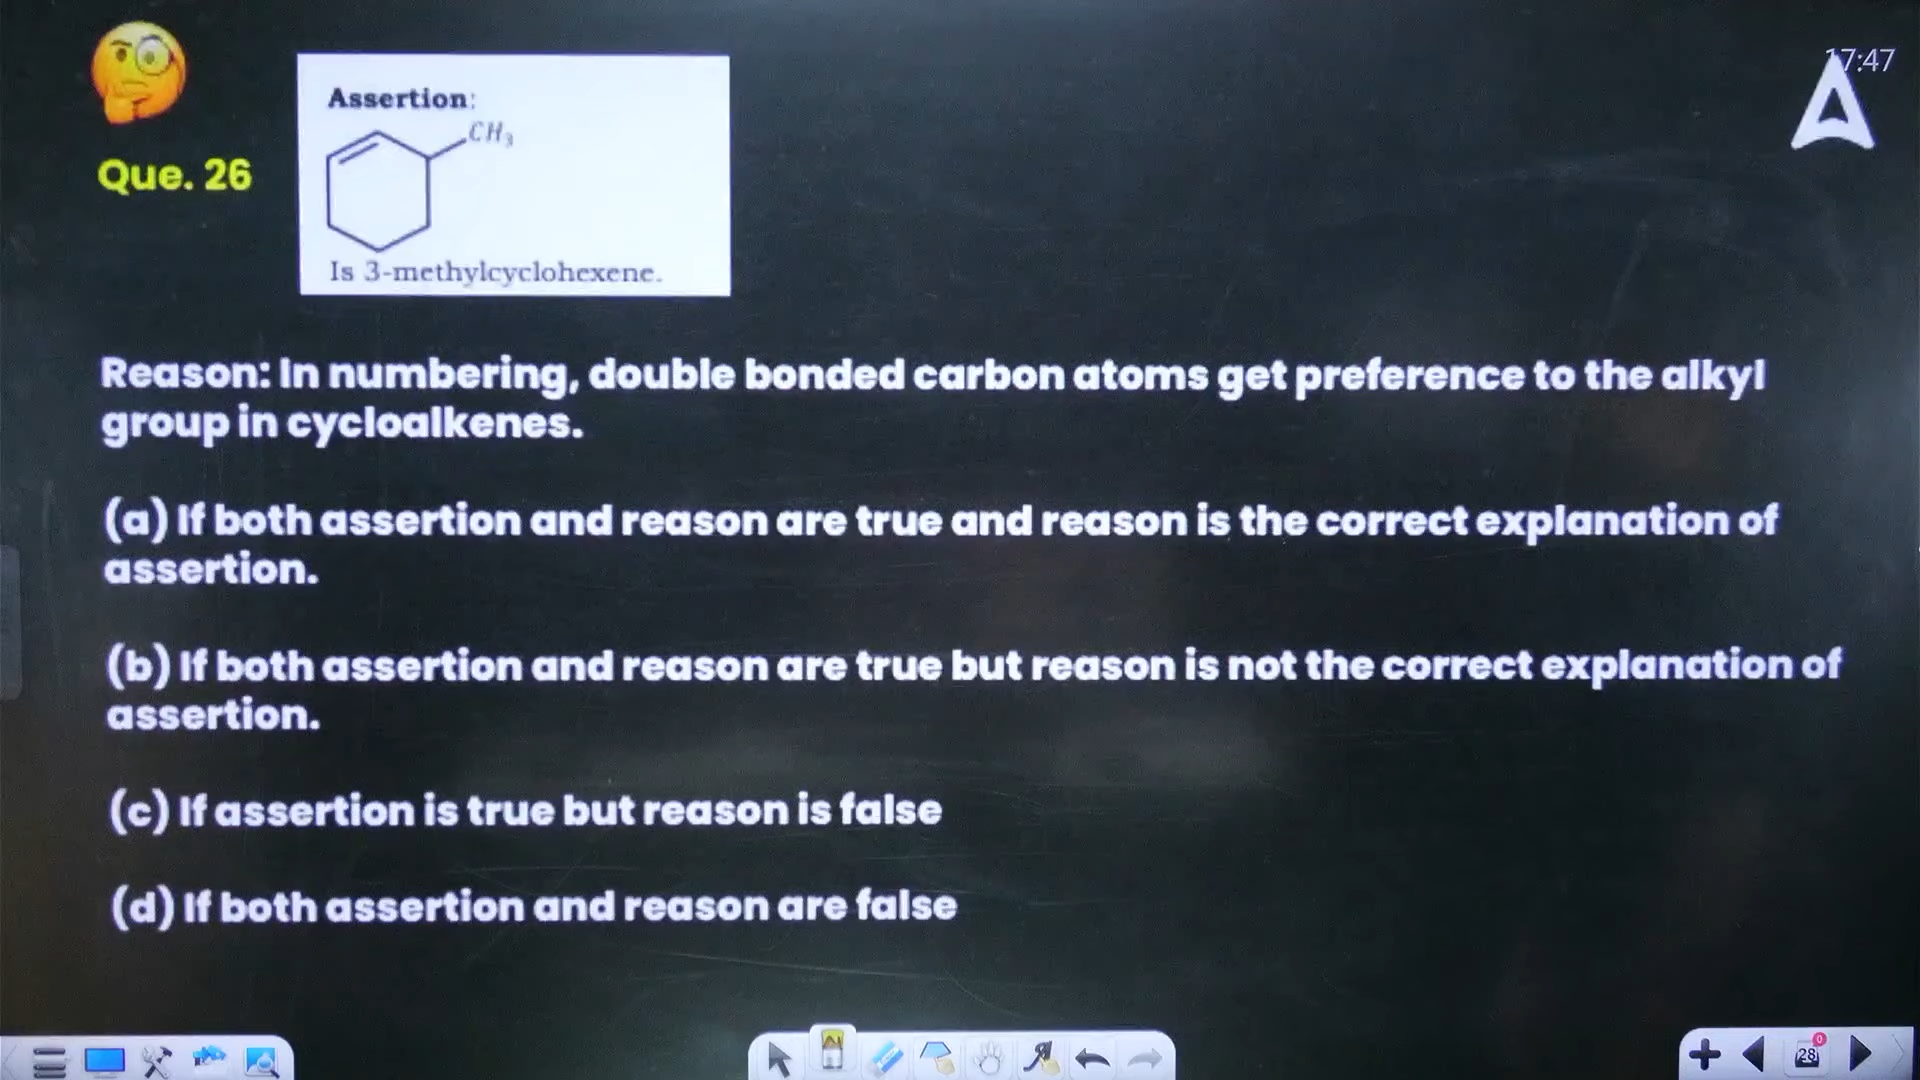 17:47
Que. 26
Assertion:
CH₃
Is 3-methylcyclohexene.
Reason: In numbering, double bonded carbon atoms get preference to the alkyl
group in cycloalkenes.
(a) If both assertion and reason are true and reason is the correct explanation of
assertion.
(b) If both assertion and reason are true but reason is not the correct explanation of
assertion.
(c) If assertion is true but reason is false
(d) If both assertion and reason are false
28
0